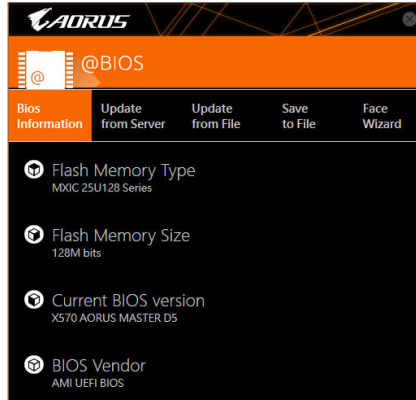 AORUS
@BIOS
Bios Information
Update from Server
Update from File
Save to File
Face Wizard
Flash Memory Type
MXIC 25U128 Series
Flash Memory Size
128M bits
Current BIOS version
X570 AORUS MASTER D5
BIOS Vendor
AMI UEFI BIOS